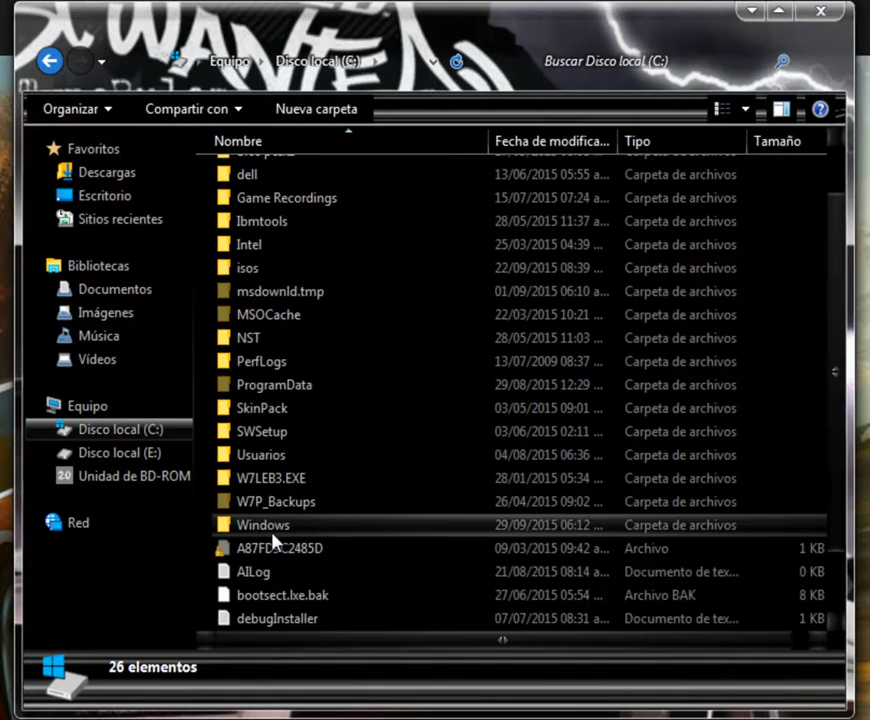 WANTED
Equipo Disco local (C:) Buscar Disco local (C:)
Organizar Compartir con Nueva carpeta
Nombre Fecha de modifica... Tipo Tamaño
Favoritos
Descargas
Escritorio
Sitios recientes
Bibliotecas
Documentos
Imágenes
Música
Vídeos
Equipo
Disco local (C:)
Disco local (E:)
20 Unidad de BD-ROM
Red
dell 13/06/2015 05:55 a... Carpeta de archivos
Game Recordings 15/07/2015 07:24 ... Carpeta de archivos
Ibmtools 28/05/2015 11:37 ... Carpeta de archivos
Intel 25/03/2015 04:39 ... Carpeta de archivos
isos 22/09/2015 08:39 ... Carpeta de archivos
msdownld.tmp 01/09/2015 06:10 a... Carpeta de archivos
MSOCache 22/03/2015 10:21 ... Carpeta de archivos
NST 28/05/2015 11:03 ... Carpeta de archivos
PerfLogs 13/07/2009 08:37 ... Carpeta de archivos
ProgramData 29/08/2015 12:29 ... Carpeta de archivos
SkinPack 03/05/2015 09:01 ... Carpeta de archivos
SWSetup 03/06/2015 02:11 ... Carpeta de archivos
Usuarios 04/08/2015 06:36 ... Carpeta de archivos
W7LEB3.EXE 28/01/2015 05:34 ... Carpeta de archivos
W7P_Backups 26/04/2015 09:02 ... Carpeta de archivos
Windows 29/09/2015 06:12 ... Carpeta de archivos
09/03/2015 09:42 a... Archivo 1 KB
AILog 21/08/2015 08:14 a... Documento de tex... 0 KB
bootsect.lxe.bak 27/06/2015 05:54 ... Archivo BAK 8 KB
debugInstaller 07/07/2015 08:31 a... Documento de tex... 1 KB
26 elementos